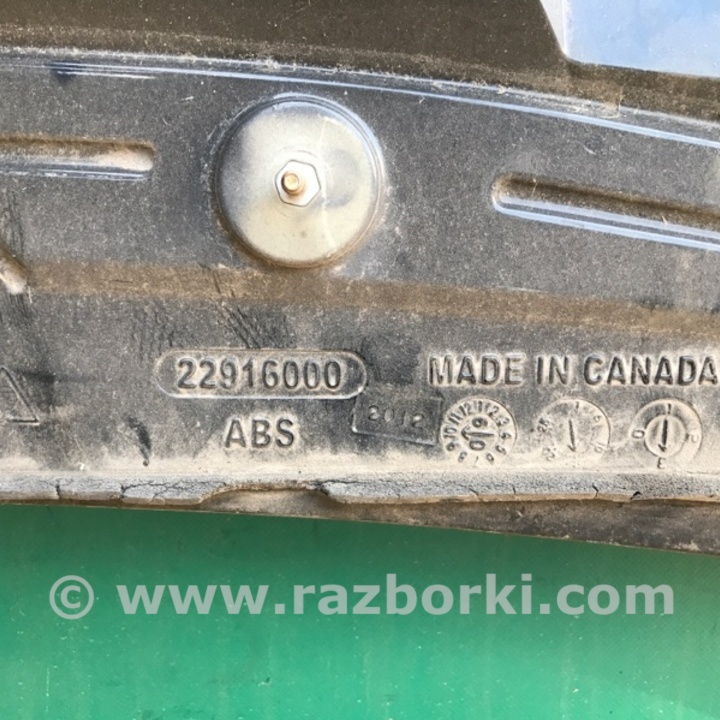 22916000 MADE IN CANADA
ABS 2012
© www.razborki.com